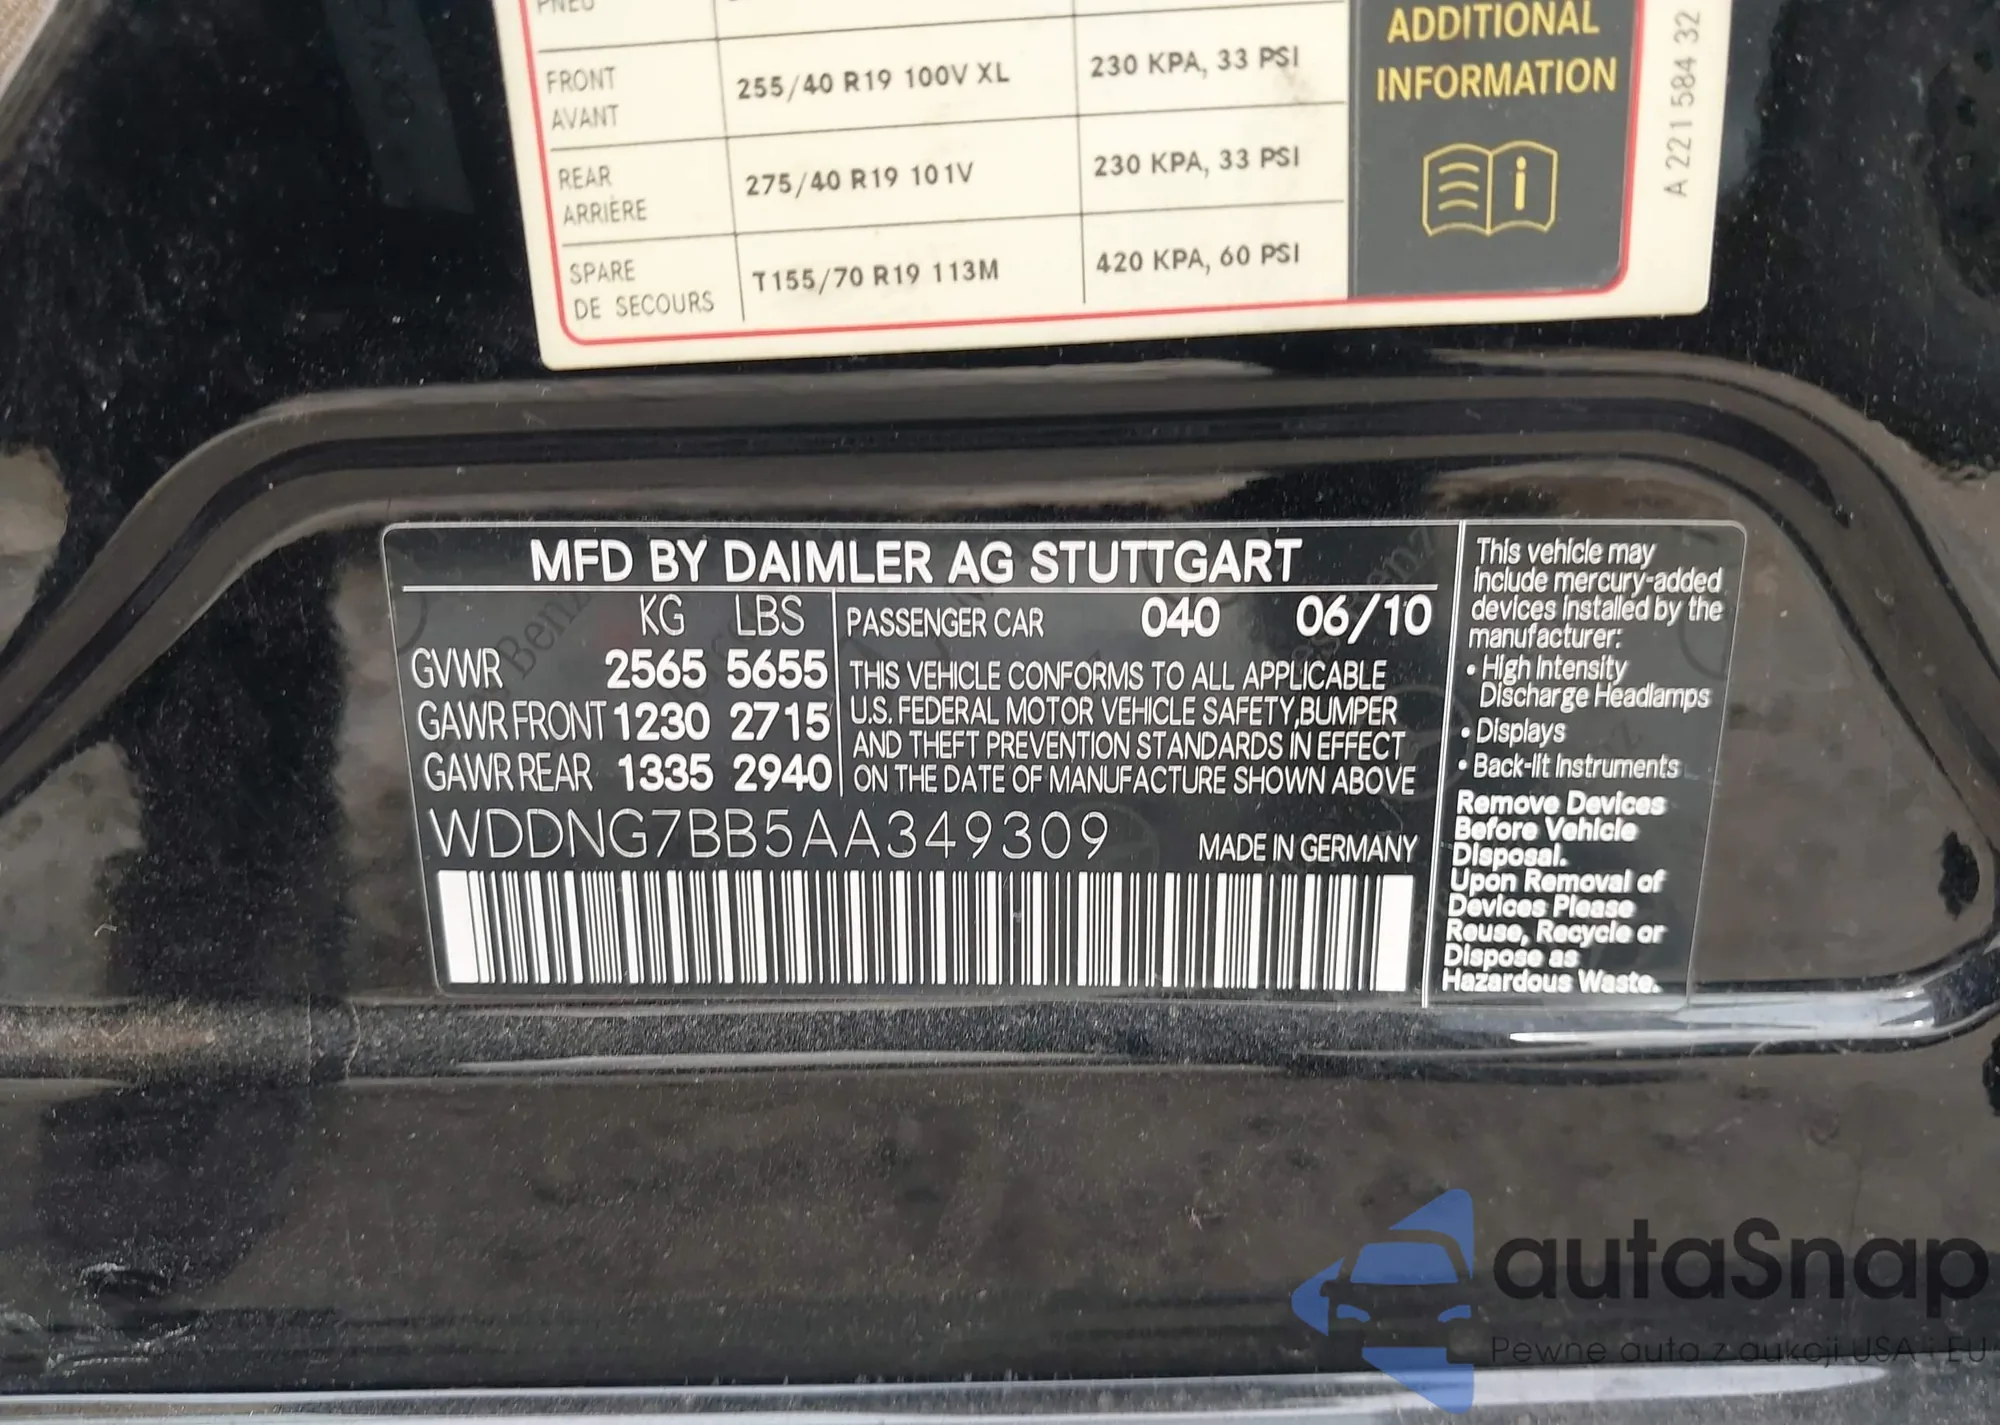 PNEU
FRONT
AVANT
255/40 R19 100V XL
230 KPA, 33 PSI
REAR
ARRIÈRE
275/40 R19 101V
230 KPA, 33 PSI
SPARE
DE SECOURS
T155/70 R19 113M
420 KPA, 60 PSI
ADDITIONAL
INFORMATION
A 221 584 32
MFD BY DAIMLER AG STUTTGART
KG LBS
GVWR 2565 5655
GAWR FRONT 1230 2715
GAWR REAR 1335 2940
PASSENGER CAR 040 06/10
THIS VEHICLE CONFORMS TO ALL APPLICABLE
U.S. FEDERAL MOTOR VEHICLE SAFETY,BUMPER
AND THEFT PREVENTION STANDARDS IN EFFECT
ON THE DATE OF MANUFACTURE SHOWN ABOVE
WDDNG7BB5AA349309
MADE IN GERMANY
This vehicle may
include mercury-added
devices installed by the
manufacturer:
• High Intensity
Discharge Headlamps
• Displays
• Back-lit Instruments
Remove Devices
Before Vehicle
Disposal.
Upon Removal of
Devices Please
Reuse, Recycle or
Dispose as
Hazardous Waste.
autaSnap
Pewne auta z aukcji USA i EU